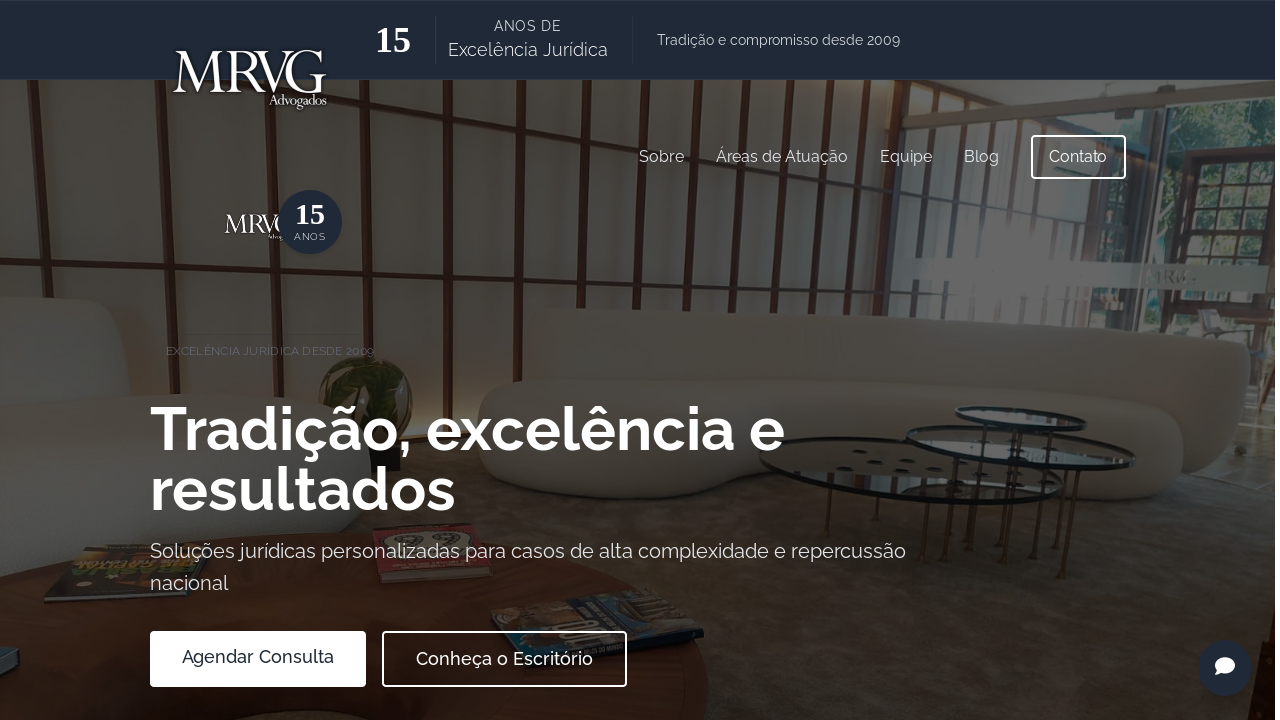 15
ANOS DE
Excelência Jurídica
Tradição e compromisso desde 2009
MRVG
Advogados
Sobre
Áreas de Atuação
Equipe
Blog
Contato
MRVG
15
ANOS
MRVG
EXCELÊNCIA JURÍDICA DESDE 2009
Tradição, excelência e
resultados
Soluções jurídicas personalizadas para casos de alta complexidade e repercussão
nacional
Agendar Consulta
Conheça o Escritório